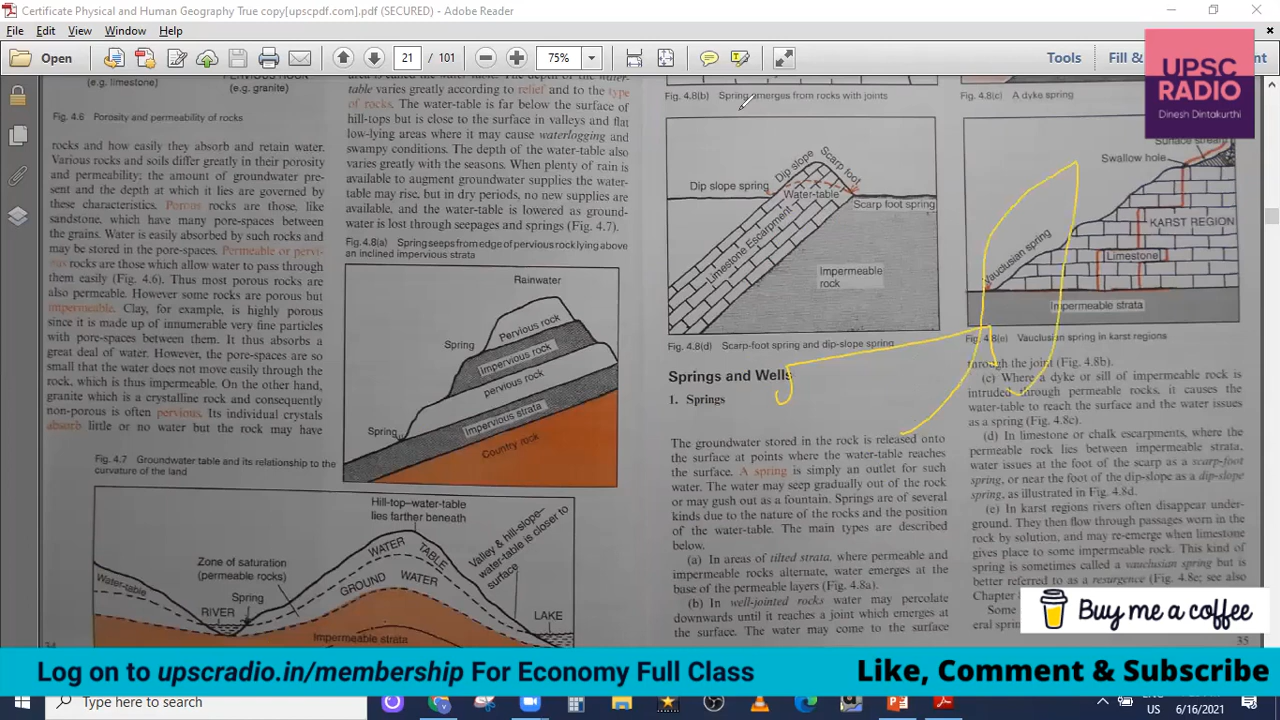 Certificate Physical and Human Geography True copy[upscpdf.com].pdf (SECURED) - Adobe Reader
File Edit View Window Help
Open 21 / 101 75% Tools Fill &
UPSC
RADIO
Dinesh Dintakurthi
(e.g. limestone)
(e.g. granite)
Fig. 4.6 Porosity and permeability of rocks
rocks and how easily they absorb and retain water.
Various rocks and soils differ greatly in their porosity
and permeability; the amount of groundwater pre-
sent and the depth at which it lies are governed by
these characteristics. Porous rocks are those, like
sandstone, which have many pore-spaces between
the grains. Water is easily absorbed by such rocks and
may be stored in the pore-spaces. Permeable or pervi-
ous rocks are those which allow water to pass through
them easily (Fig. 4.6). Thus most porous rocks are
also permeable. However some rocks are porous but
impermeable. Clay, for example, is highly porous
since it is made up of innumerable very fine particles
with pore-spaces between them. It thus absorbs a
great deal of water. However, the pore-spaces are so
small that the water does not move easily through the
rock, which is thus impermeable. On the other hand,
granite which is a crystalline rock and consequently
non-porous is often pervious. Its individual crystals
absorb little or no water but the rock may have
Fig. 4.7 Groundwater table and its relationship to the
curvature of the land
Hill-top–water-table
lies farther beneath
Valley & hill-slope–
water-table is closer to
surface
Zone of saturation
(permeable rocks)
Water-table
Spring
RIVER
WATER TABLE
GROUND WATER
LAKE
Impermeable strata
table varies greatly according to relief and to the type
of rocks. The water-table is far below the surface of
hill-tops but is close to the surface in valleys and flat
low-lying areas where it may cause waterlogging and
swampy conditions. The depth of the water-table also
varies greatly with the seasons. When plenty of rain is
available to augment groundwater supplies the water-
table may rise, but in dry periods, no new supplies are
available, and the water-table is lowered as ground-
water is lost through seepages and springs (Fig. 4.7).
Fig. 4.8(a) Spring seeps from edge of pervious rock lying above
an inclined impervious strata
Rainwater
Pervious rock
Spring
Impervious rock
pervious rock
Spring
Impervious strata
Country rock
Fig. 4.8(b) Spring emerges from rocks with joints
Dip slope
Scarp foot
Dip slope spring
Water-table
Scarp foot spring
Limestone Escarpment
Impermeable
rock
Fig. 4.8(d) Scarp-foot spring and dip-slope spring
Springs and Wells
1. Springs
The groundwater stored in the rock is released onto
the surface at points where the water-table reaches
the surface. A spring is simply an outlet for such
water. The water may seep gradually out of the rock
or may gush out as a fountain. Springs are of several
kinds due to the nature of the rocks and the position
of the water-table. The main types are described
below.
(a) In areas of tilted strata, where permeable and
impermeable rocks alternate, water emerges at the
base of the permeable layers (Fig. 4.8a).
(b) In well-jointed rocks water may percolate
downwards until it reaches a joint which emerges at
the surface. The water may come to the surface
Fig. 4.8(c) A dyke spring
Surface stream
Swallow hole
KARST REGION
Vauclusian spring
Limestone
Impermeable strata
Fig. 4.8(e) Vauclusian spring in karst regions
through the joint (Fig. 4.8b).
(c) Where a dyke or sill of impermeable rock is
intruded through permeable rocks, it causes the
water-table to reach the surface and the water issues
as a spring (Fig. 4.8c).
(d) In limestone or chalk escarpments, where the
permeable rock lies between impermeable strata,
water issues at the foot of the scarp as a scarp-foot
spring, or near the foot of the dip-slope as a dip-slope
spring, as illustrated in Fig. 4.8d.
(e) In karst regions rivers often disappear under-
ground. They then flow through passages worn in the
rock by solution, and may re-emerge when limestone
gives place to some impermeable rock. This kind of
spring is sometimes called a vauclusian spring but is
better referred to as a resurgence (Fig. 4.8e; see also
Chapter
Some
eral spring
35
Buy me a coffee
Log on to upscradio.in/membership For Economy Full Class
Like, Comment & Subscribe
Type here to search
US
6/16/2021